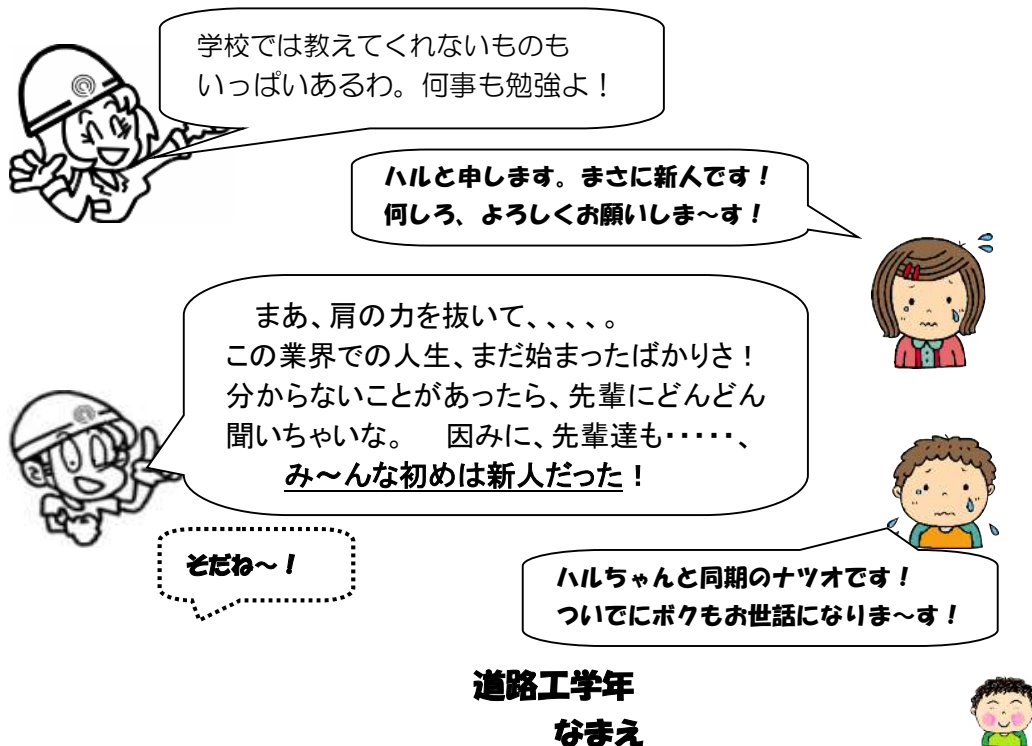 学校では教えてくれないものも
いっぱいあるわ。何事も勉強よ！
ハルと申します。まさに新人です！
何しろ、よろしくお願いしま～す！
まあ、肩の力を抜いて、、、、。
この業界での人生、まだ始まったばかりさ！
分からないことがあったら、先輩にどんどん
聞いちゃいな。　因みに、先輩達も・・・・・、
み～んな初めは新人だった！
そだね～！
ハルちゃんと同期のナツオです！
ついでにボクもお世話になりま～す！
道路工学年
なまえ